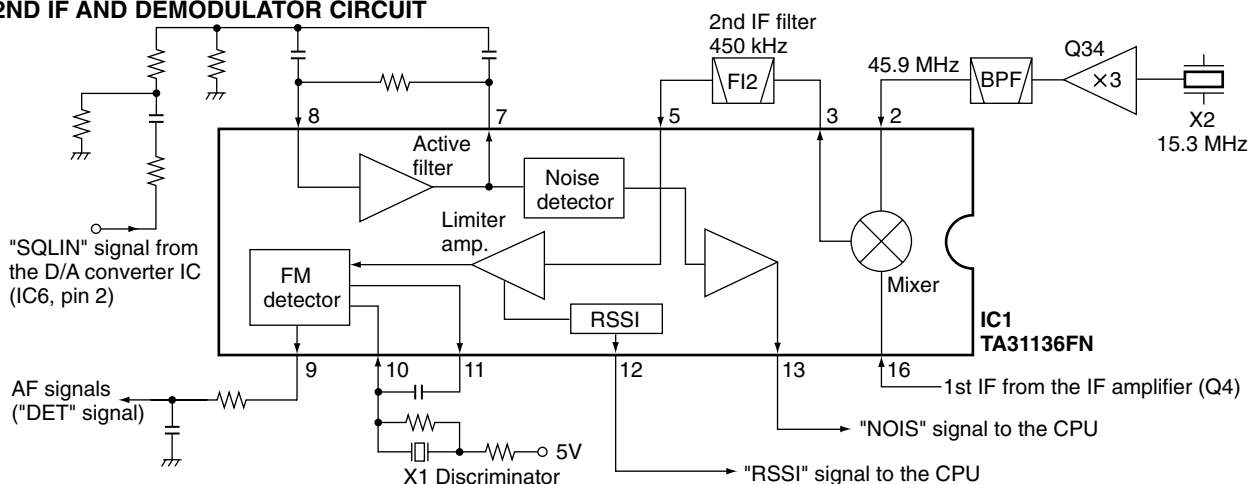 2ND IF AND DEMODULATOR CIRCUIT
2nd IF filter
450 kHz
FI2
45.9 MHz
BPF
Q34
×3
X2
15.3 MHz
8
7
5
3
2
Active
filter
Noise
detector
Limiter
amp.
"SQLIN" signal from
the D/A converter IC
(IC6, pin 2)
FM
detector
RSSI
Mixer
IC1
TA31136FN
9
10
11
12
13
16
AF signals
("DET" signal)
1st IF from the IF amplifier (Q4)
"NOIS" signal to the CPU
5V
X1 Discriminator
"RSSI" signal to the CPU